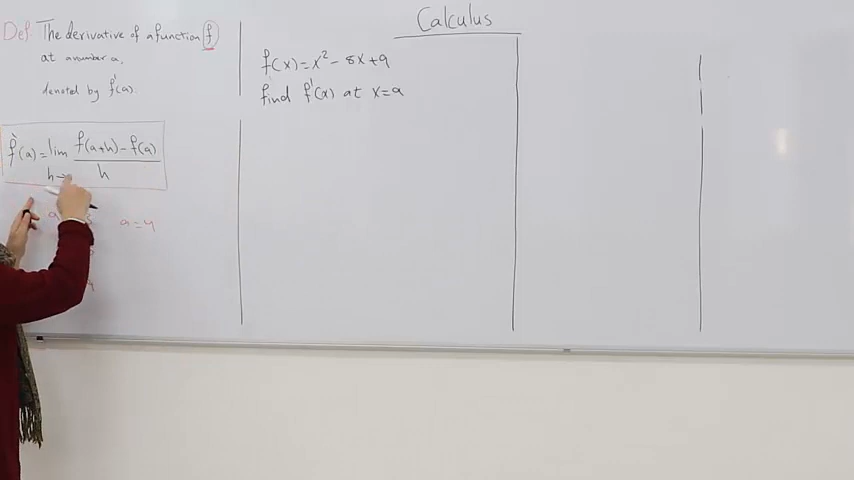 Calculus
Def: The derivative of a function f
at a number a,
denoted by f'(a).
f'(a) = lim f(a+h) - f(a)
h→ h
a = 4
f(x) = x² - 8x + 9
find f'(x) at x = a